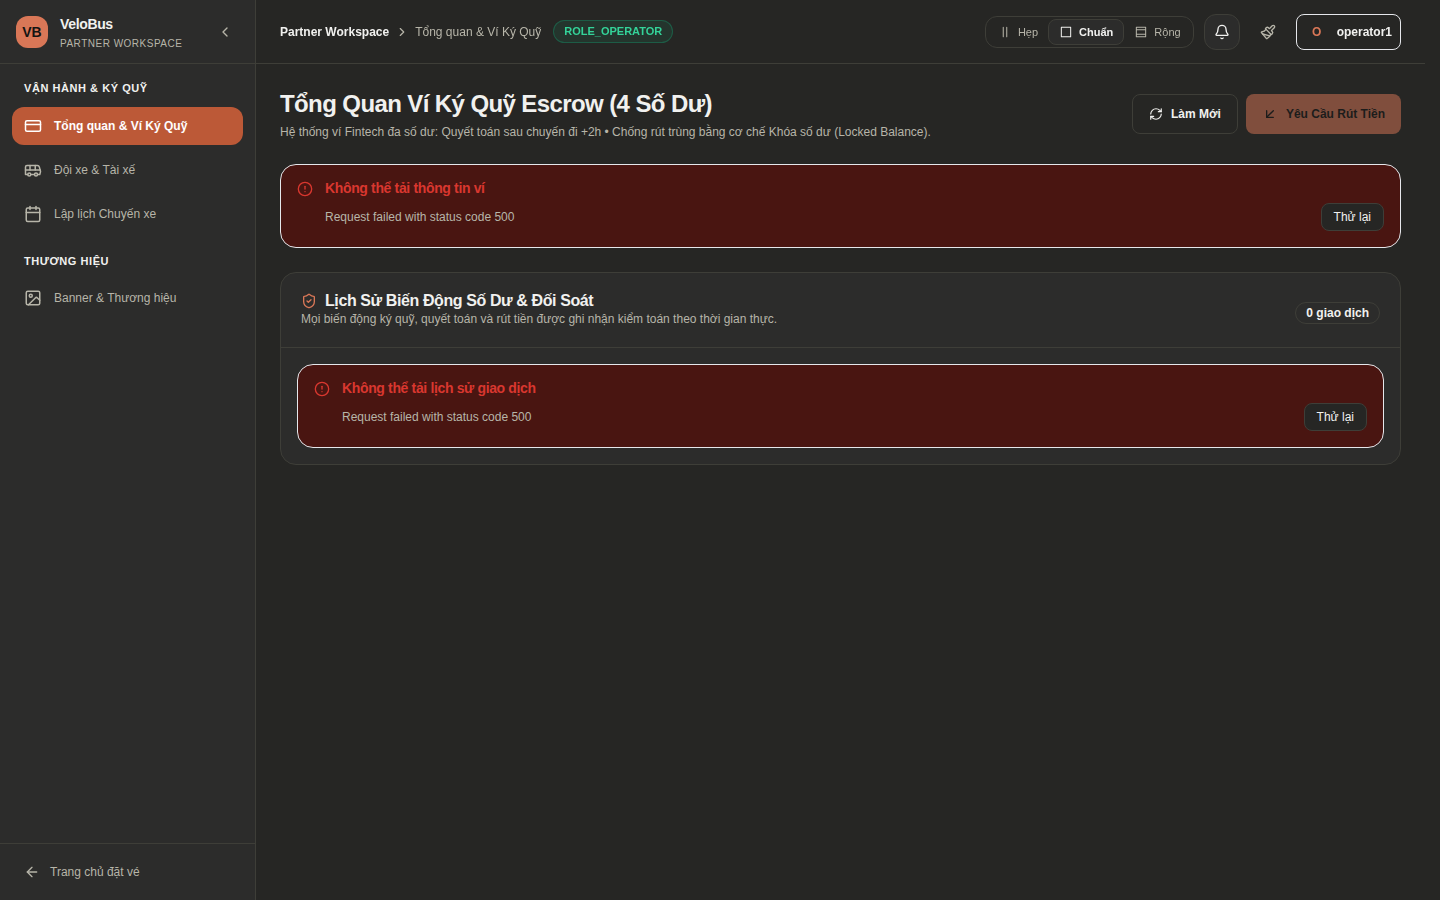 VB
VeloBus
PARTNER WORKSPACE
VẬN HÀNH & KÝ QUỸ
Tổng quan & Ví Ký Quỹ
Đội xe & Tài xế
Lập lịch Chuyến xe
THƯƠNG HIỆU
Banner & Thương hiệu
Trang chủ đặt vé
Partner Workspace
Tổng quan & Ví Ký Quỹ
ROLE_OPERATOR
Hẹp
Chuẩn
Rộng
O
operator1
Tổng Quan Ví Ký Quỹ Escrow (4 Số Dư)
Hệ thống ví Fintech đa số dư: Quyết toán sau chuyến đi +2h • Chống rút trùng bằng cơ chế Khóa số dư (Locked Balance).
Làm Mới
Yêu Cầu Rút Tiền
Không thể tải thông tin ví
Request failed with status code 500
Thử lại
Lịch Sử Biến Động Số Dư & Đối Soát
Mọi biến động ký quỹ, quyết toán và rút tiền được ghi nhận kiểm toán theo thời gian thực.
0 giao dịch
Không thể tải lịch sử giao dịch
Request failed with status code 500
Thử lại